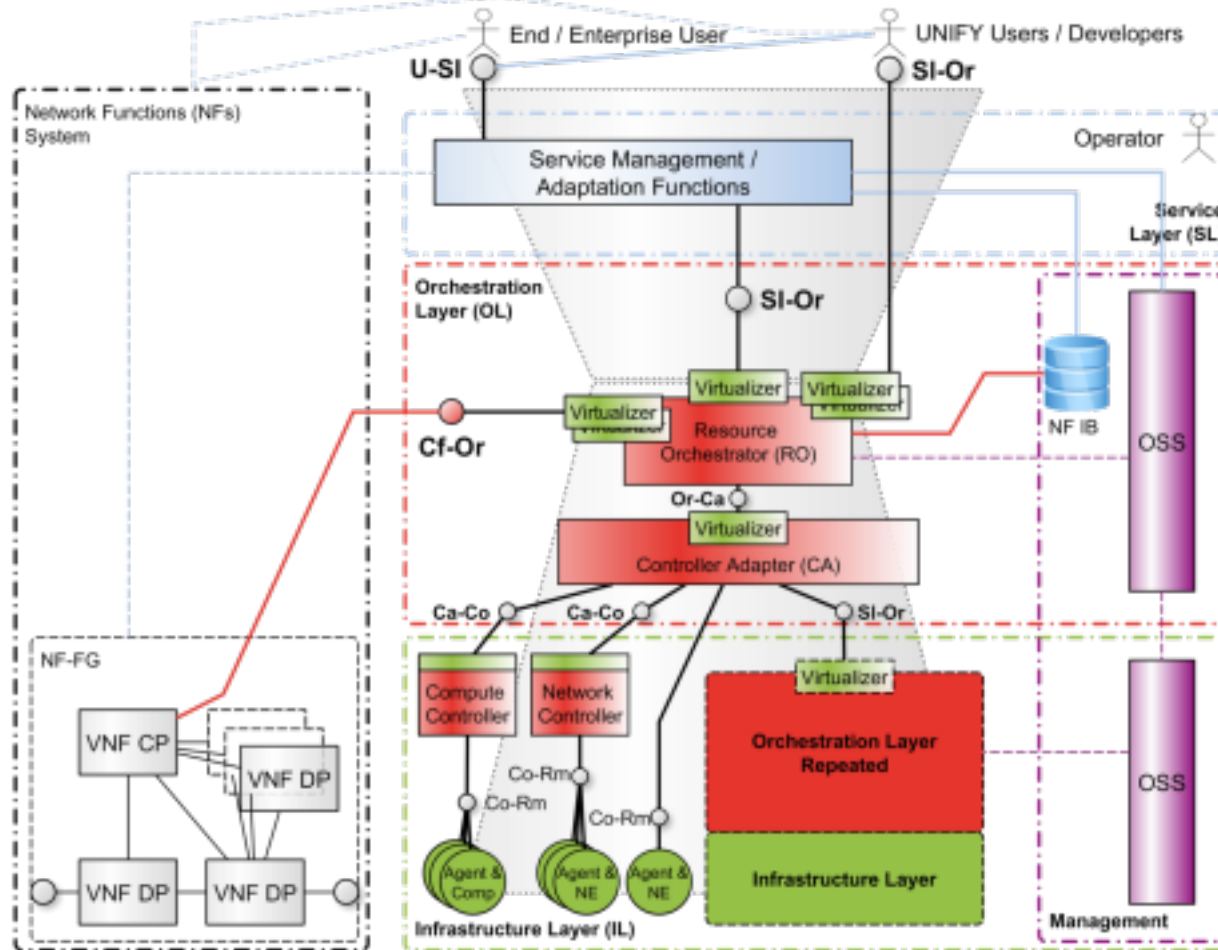 End / Enterprise User
UNIFY Users / Developers
U-Sl
Sl-Or
Network Functions (NFs)
System
Operator
Service Management /
Adaptation Functions
Service
Layer (SL
Orchestration
Layer (OL)
Sl-Or
Virtualizer
Virtualizer
Virtualizer
Virtualizer
Virtualizer
Cf-Or
Resource
Orchestrator (RO)
NF IB
OSS
Or-Ca
Virtualizer
Controller Adapter (CA)
Ca-Co
Ca-Co
Sl-Or
NF-FG
Compute
Controller
Network
Controller
Virtualizer
VNF CP
VNF DP
Orchestration Layer
Repeated
OSS
Co-Rm
Co-Rm
Co-Rm
VNF DP
VNF DP
Agent &
Comp
Agent &
NE
Agent &
NE
Infrastructure Layer
Infrastructure Layer (IL)
Management